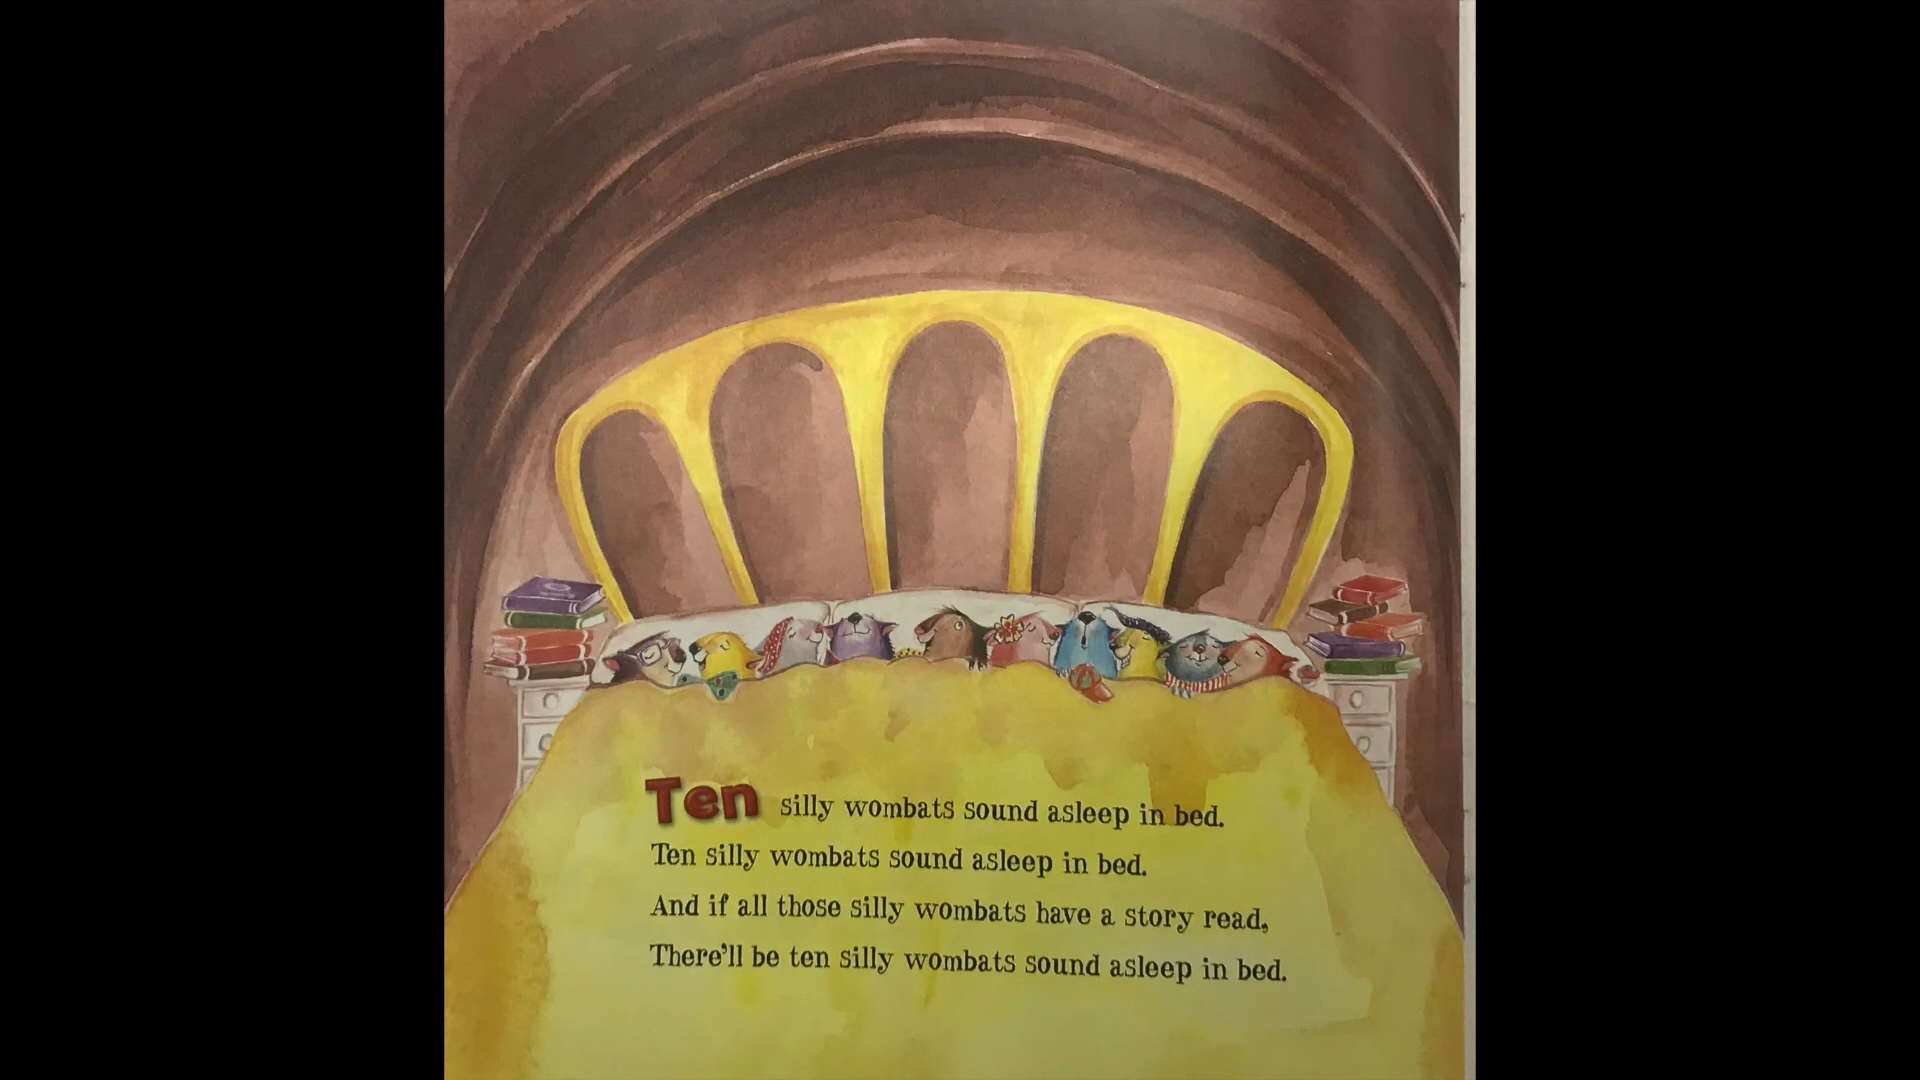 Ten silly wombats sound asleep in bed.
Ten silly wombats sound asleep in bed.
And if all those silly wombats have a story read,
There'll be ten silly wombats sound asleep in bed.